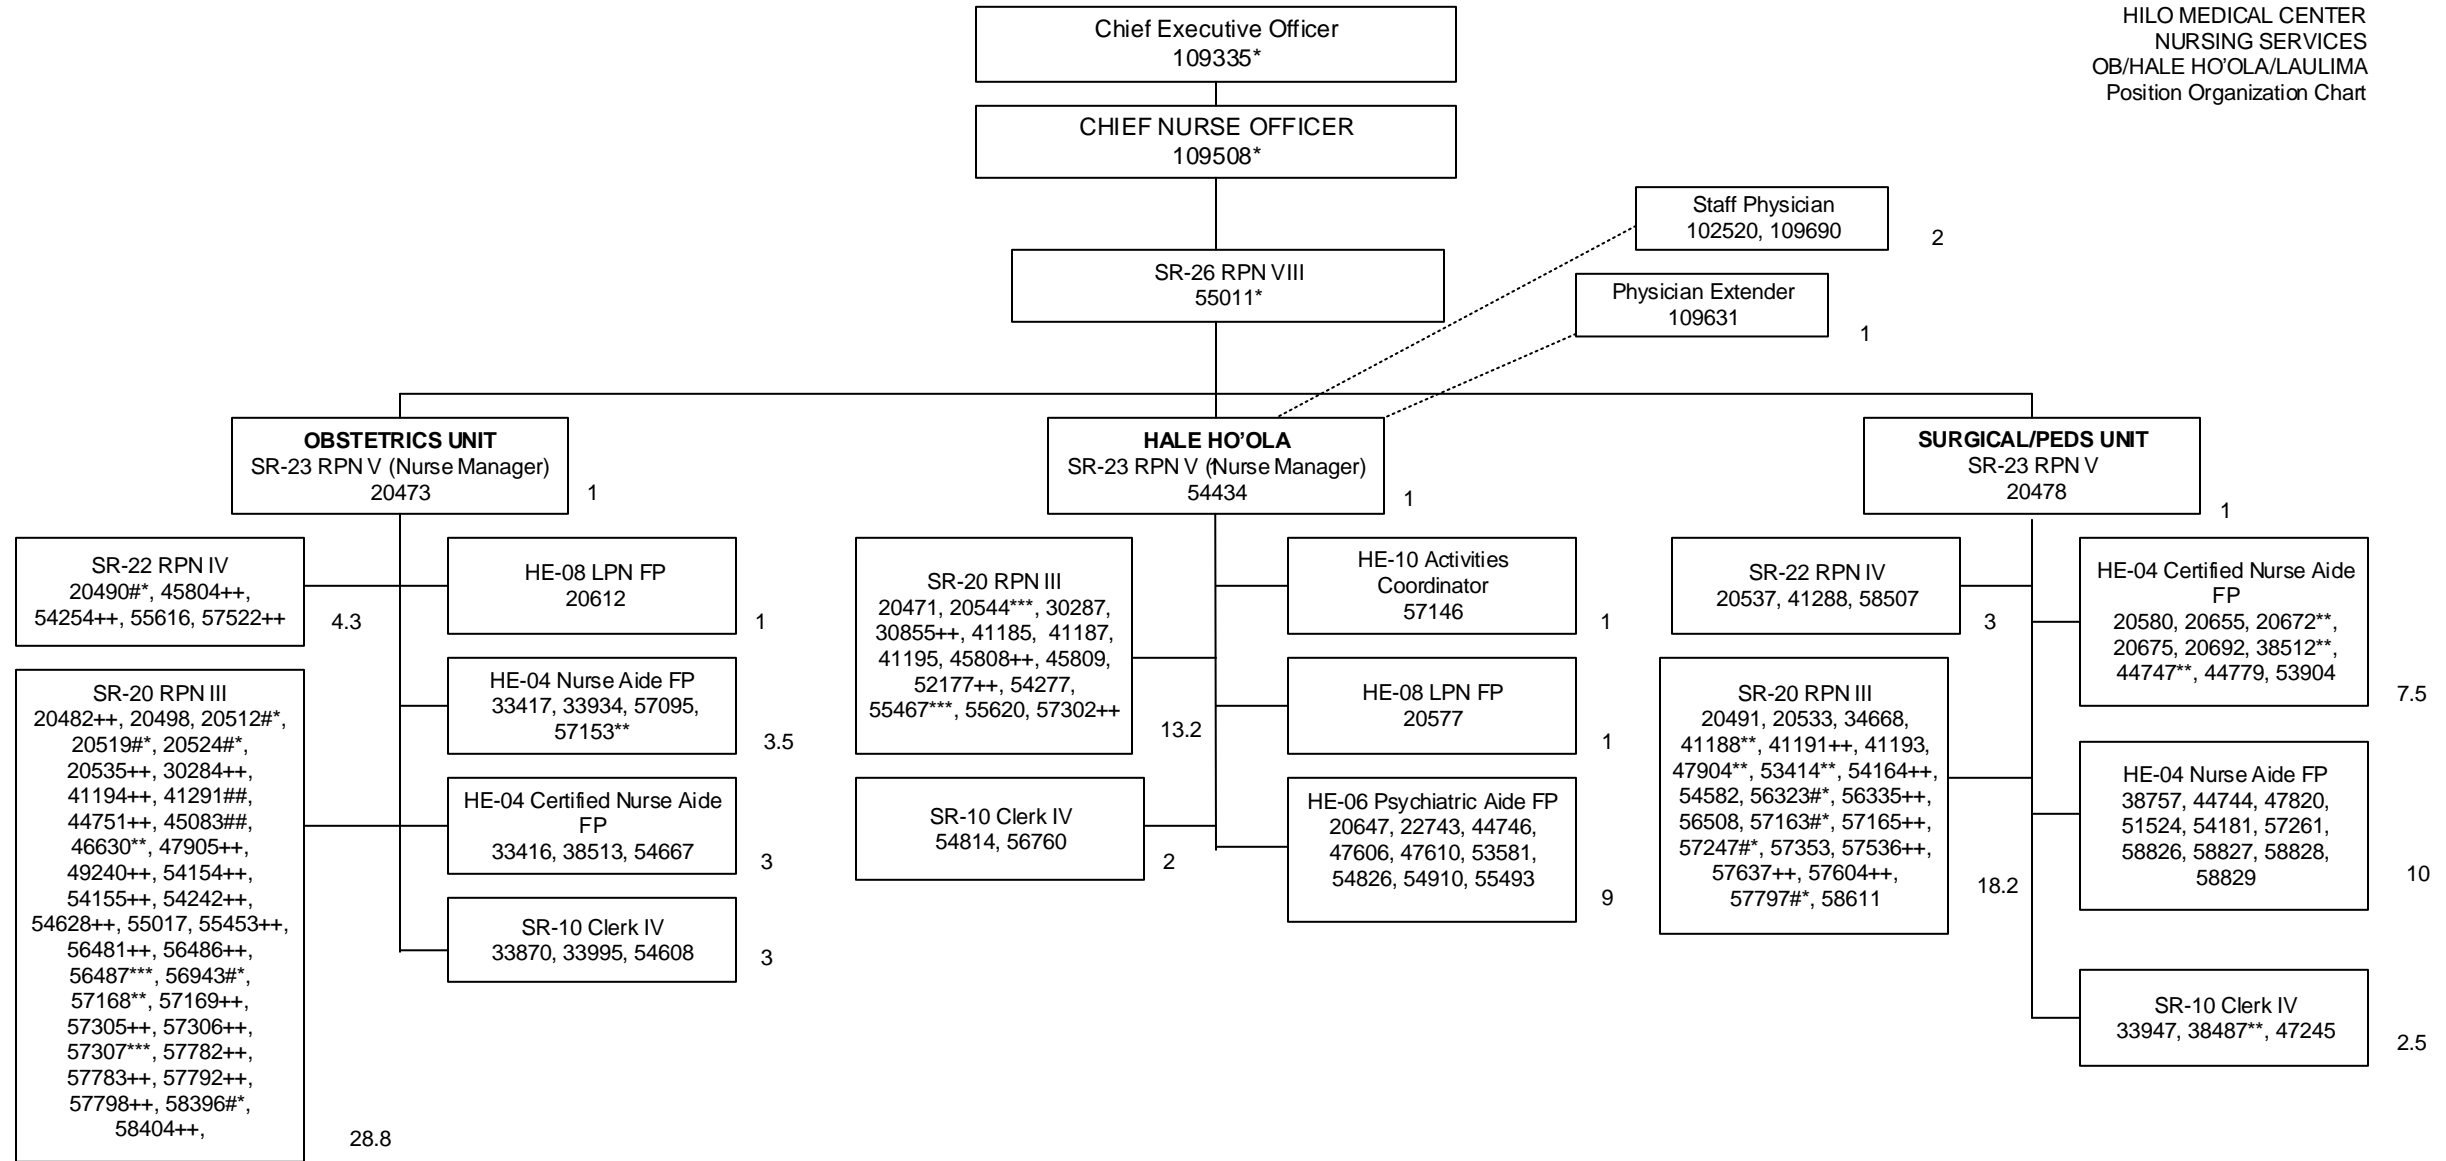 HILO MEDICAL CENTER
NURSING SERVICES
OB/HALE HO'OLA/LAULIMA
Position Organization Chart
Chief Executive Officer
109335*
CHIEF NURSE OFFICER
109508*
Staff Physician
102520, 109690
2
SR-26 RPN VIII
55011*
Physician Extender
109631
1
OBSTETRICS UNIT
SR-23 RPN V (Nurse Manager)
20473
1
SR-22 RPN IV
20490#*, 45804++,
54254++, 55616, 57522++
4.3
SR-20 RPN III
20482++, 20498, 20512#*,
20519#*, 20524#*,
20535++, 30284++,
41194++, 41291##,
44751++, 45083##,
46630**, 47905++,
49240++, 54154++,
54155++, 54242++,
54628++, 55017, 55453++,
56481++, 56486++,
56487***, 56943#*,
57168**, 57169++,
57305++, 57306++,
57307***, 57782++,
57783++, 57792++,
57798++, 58396#*,
58404++,
28.8
HE-08 LPN FP
20612
1
HE-04 Nurse Aide FP
33417, 33934, 57095,
57153**
3.5
HE-04 Certified Nurse Aide
FP
33416, 38513, 54667
3
SR-10 Clerk IV
33870, 33995, 54608
3
HALE HO'OLA
SR-23 RPN V (Nurse Manager)
54434
1
SR-20 RPN III
20471, 20544***, 30287,
30855++, 41185, 41187,
41195, 45808++, 45809,
52177++, 54277,
55467***, 55620, 57302++
13.2
SR-10 Clerk IV
54814, 56760
2
HE-10 Activities
Coordinator
57146
1
HE-08 LPN FP
20577
1
HE-06 Psychiatric Aide FP
20647, 22743, 44746,
47606, 47610, 53581,
54826, 54910, 55493
9
SURGICAL/PEDS UNIT
SR-23 RPN V
20478
1
SR-22 RPN IV
20537, 41288, 58507
3
SR-20 RPN III
20491, 20533, 34668,
41188**, 41191++, 41193,
47904**, 53414**, 54164++,
54582, 56323#*, 56335++,
56508, 57163#*, 57165++,
57247#*, 57353, 57536++,
57637++, 57604++,
57797#*, 58611
18.2
HE-04 Certified Nurse Aide
FP
20580, 20655, 20672**,
20675, 20692, 38512**,
44747**, 44779, 53904
7.5
HE-04 Nurse Aide FP
38757, 44744, 47820,
51524, 54181, 57261,
58826, 58827, 58828,
58829
10
SR-10 Clerk IV
33947, 38487**, 47245
2.5